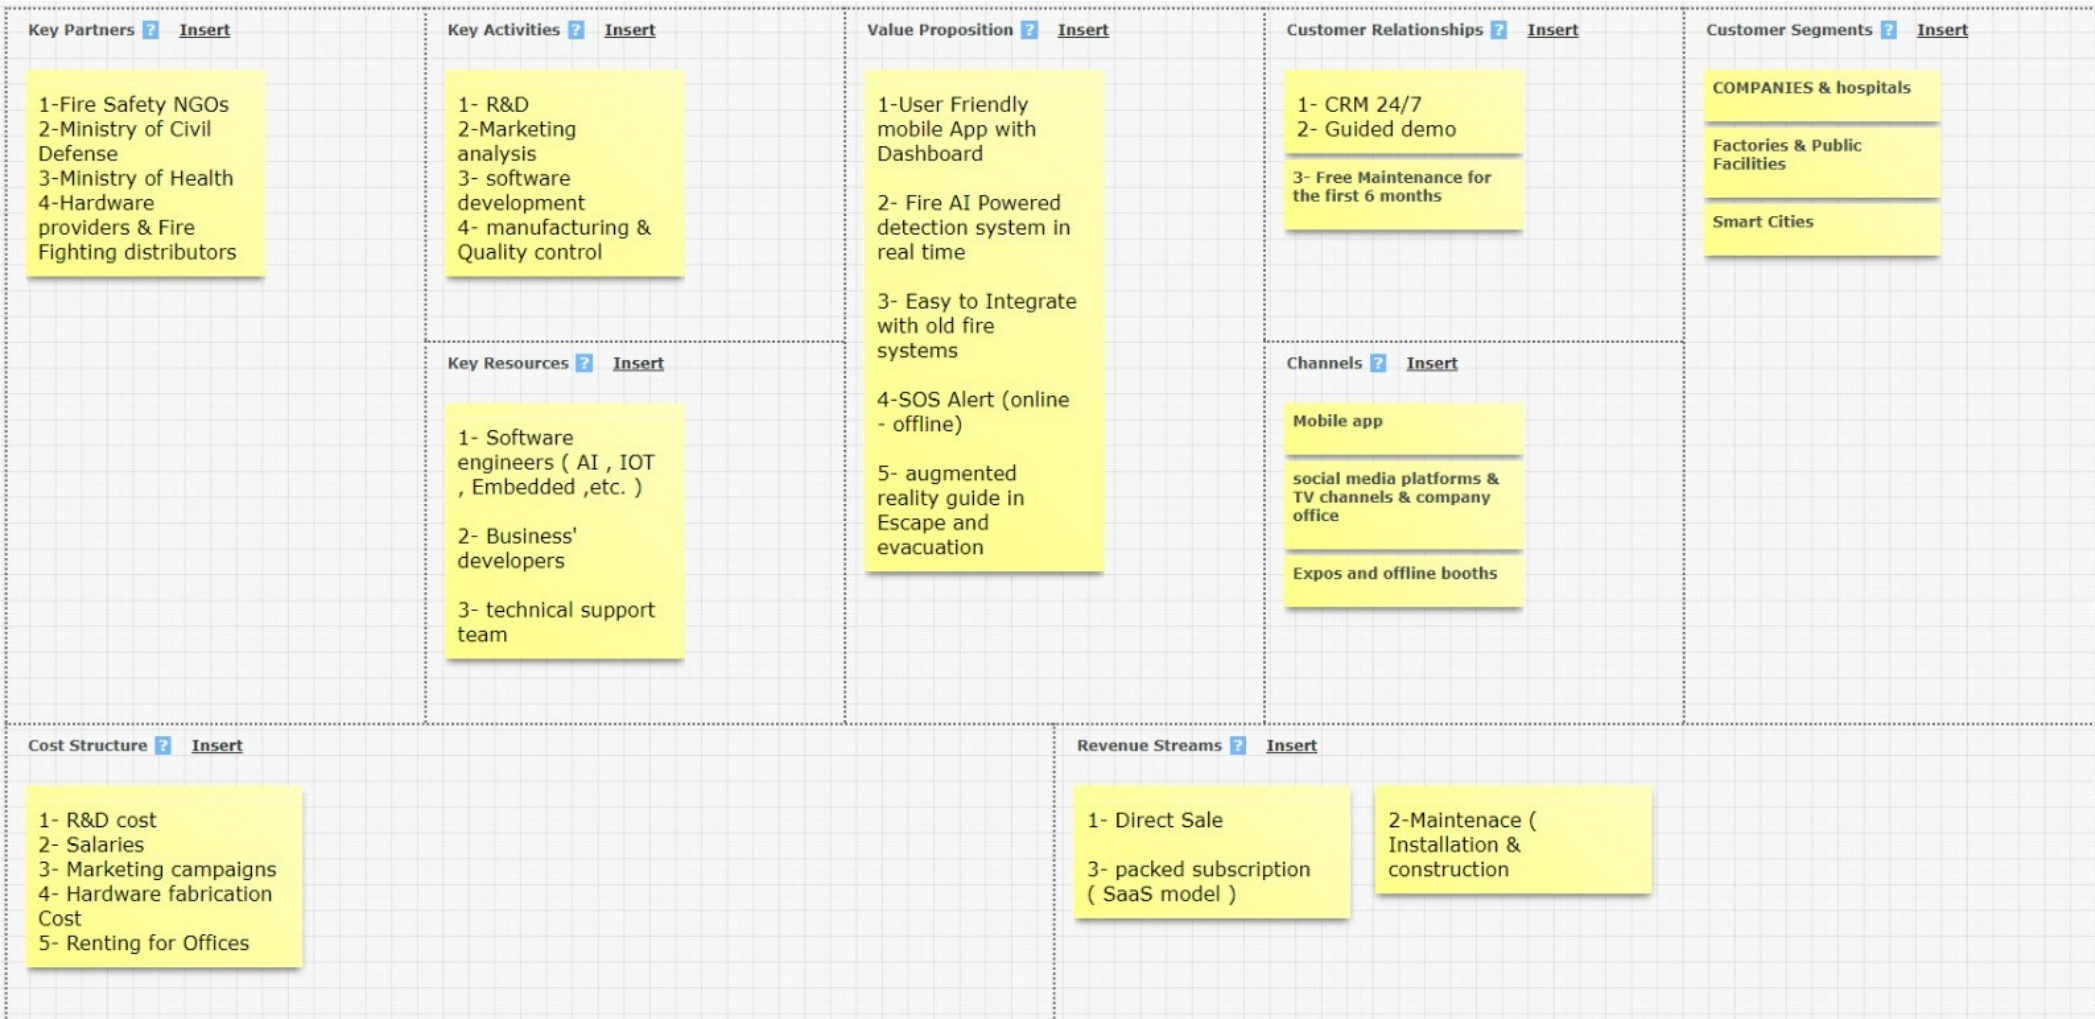 Key Partners ? Insert
1-Fire Safety NGOs
2-Ministry of Civil
Defense
3-Ministry of Health
4-Hardware
providers & Fire
Fighting distributors
Key Activities ? Insert
1- R&D
2-Marketing
analysis
3- software
development
4- manufacturing &
Quality control
Key Resources ? Insert
1- Software
engineers ( AI , IOT
, Embedded ,etc. )
2- Business'
developers
3- technical support
team
Value Proposition ? Insert
1-User Friendly
mobile App with
Dashboard
2- Fire AI Powered
detection system in
real time
3- Easy to Integrate
with old fire
systems
4-SOS Alert (online
- offline)
5- augmented
reality guide in
Escape and
evacuation
Customer Relationships ? Insert
1- CRM 24/7
2- Guided demo
3- Free Maintenance for
the first 6 months
Channels ? Insert
Mobile app
social media platforms &
TV channels & company
office
Expos and offline booths
Customer Segments ? Insert
COMPANIES & hospitals
Factories & Public
Facilities
Smart Cities
Cost Structure ? Insert
1- R&D cost
2- Salaries
3- Marketing campaigns
4- Hardware fabrication
Cost
5- Renting for Offices
Revenue Streams ? Insert
1- Direct Sale
3- packed subscription
( SaaS model )
2-Maintenace (
Installation &
construction